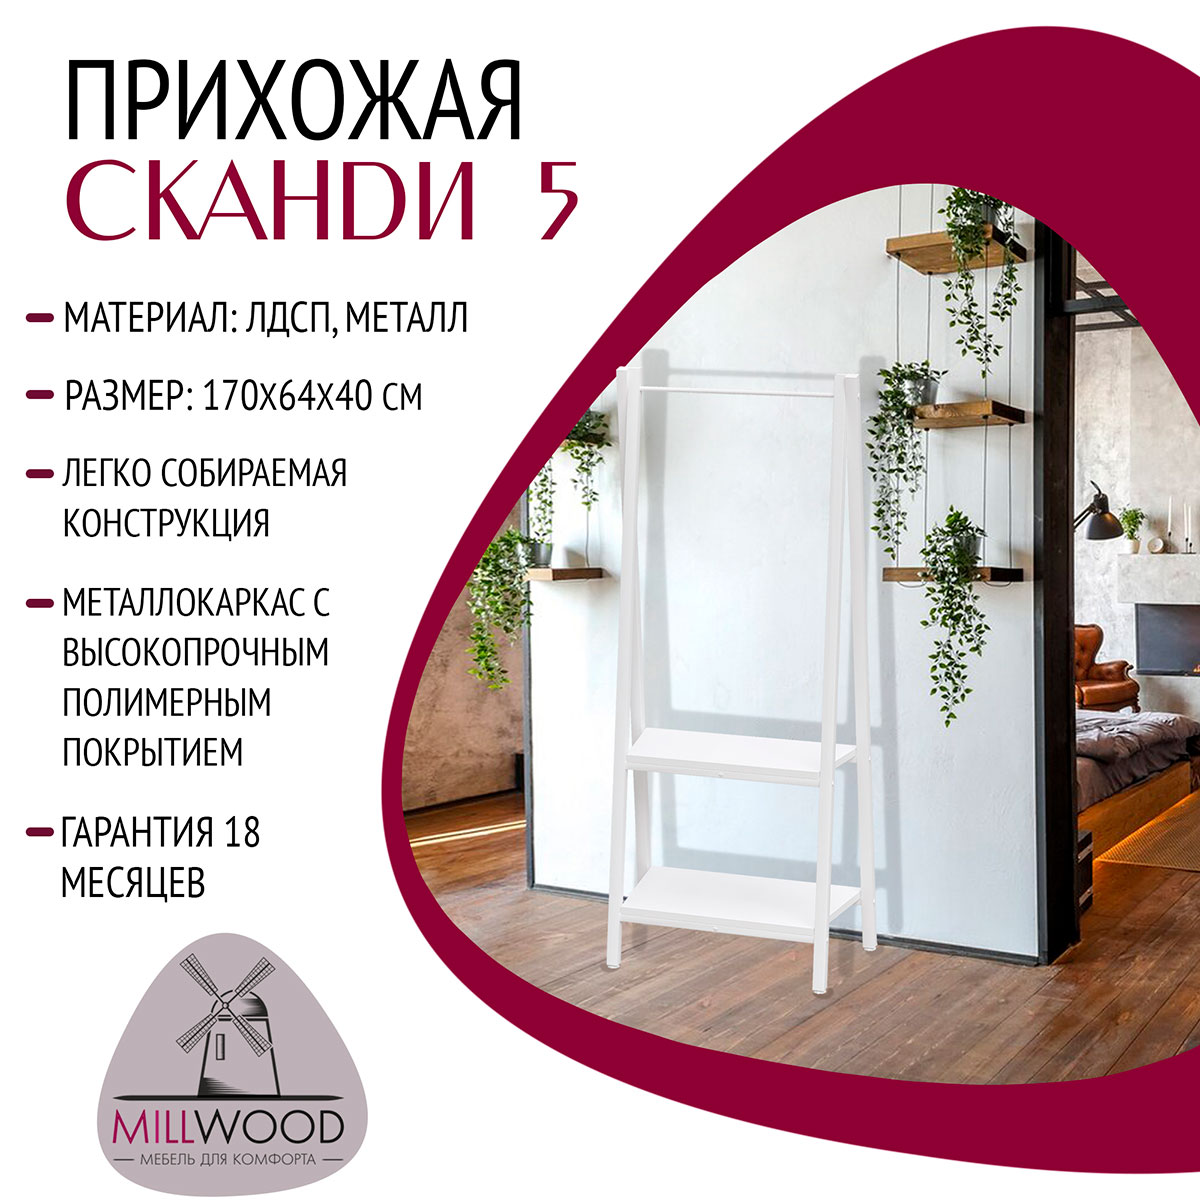 ПРИХОЖАЯ
СКАНДИ 5
– МАТЕРИАЛ: ЛДСП, МЕТАЛЛ
– РАЗМЕР: 170Х64Х40 СМ
– ЛЕГКО СОБИРАЕМАЯ
КОНСТРУКЦИЯ
– МЕТАЛЛОКАРКАС С
ВЫСОКОПРОЧНЫМ
ПОЛИМЕРНЫМ
ПОКРЫТИЕМ
– ГАРАНТИЯ 18
МЕСЯЦЕВ
MILLWOOD
— МЕБЕЛЬ ДЛЯ КОМФОРТА —